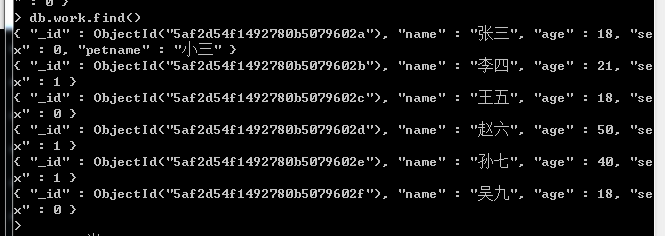 " : 0 }
> db.work.find()
{ "_id" : ObjectId("5af2d54f1492780b5079602a"), "name" : "张三", "age" : 18, "se
x" : 0, "petname" : "小三" }
{ "_id" : ObjectId("5af2d54f1492780b5079602b"), "name" : "李四", "age" : 21, "se
x" : 1 }
{ "_id" : ObjectId("5af2d54f1492780b5079602c"), "name" : "王五", "age" : 18, "se
x" : 0 }
{ "_id" : ObjectId("5af2d54f1492780b5079602d"), "name" : "赵六", "age" : 50, "se
x" : 1 }
{ "_id" : ObjectId("5af2d54f1492780b5079602e"), "name" : "孙七", "age" : 40, "se
x" : 1 }
{ "_id" : ObjectId("5af2d54f1492780b5079602f"), "name" : "吴九", "age" : 18, "se
x" : 0 }
>